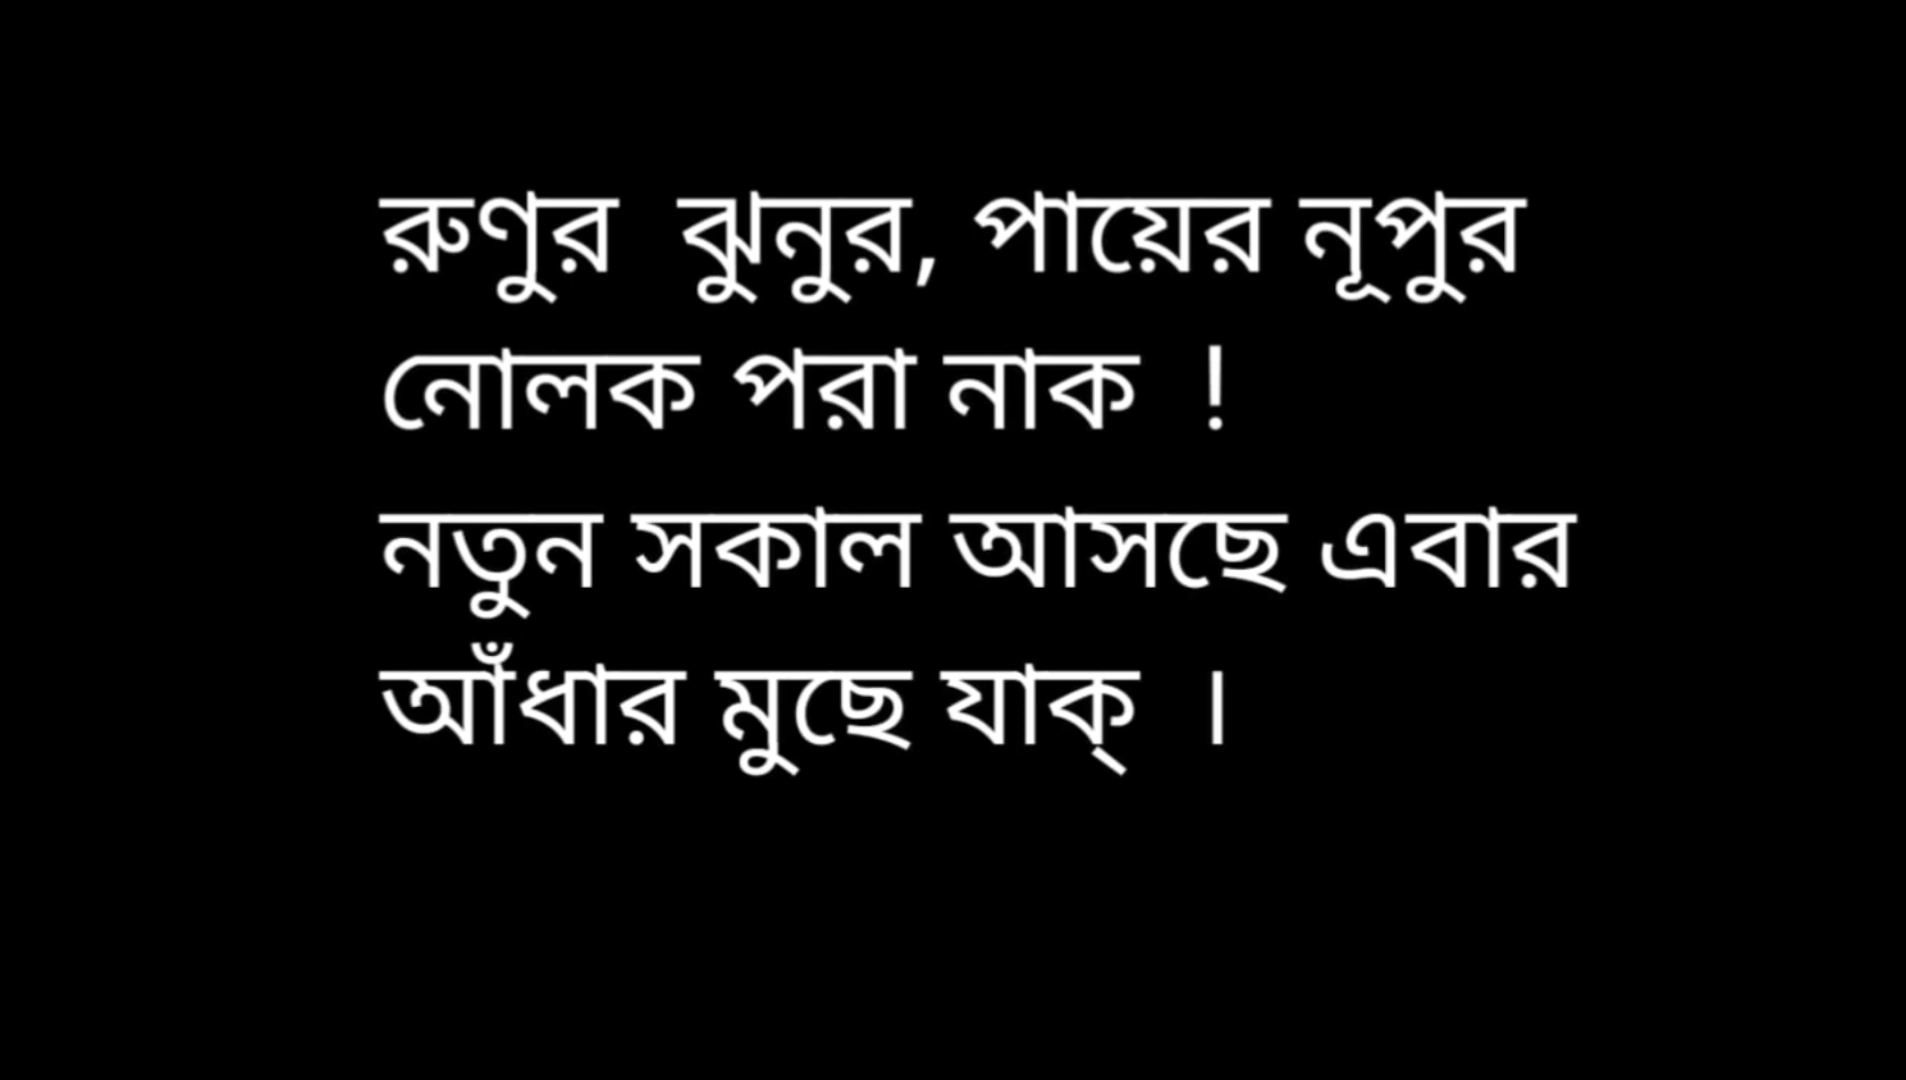 রুণুর  ঝুনুর, পায়ের নূপুর
নোলক পরা নাক  !
নতুন সকাল আসছে এবার
আঁধার মুছে যাক্  ।